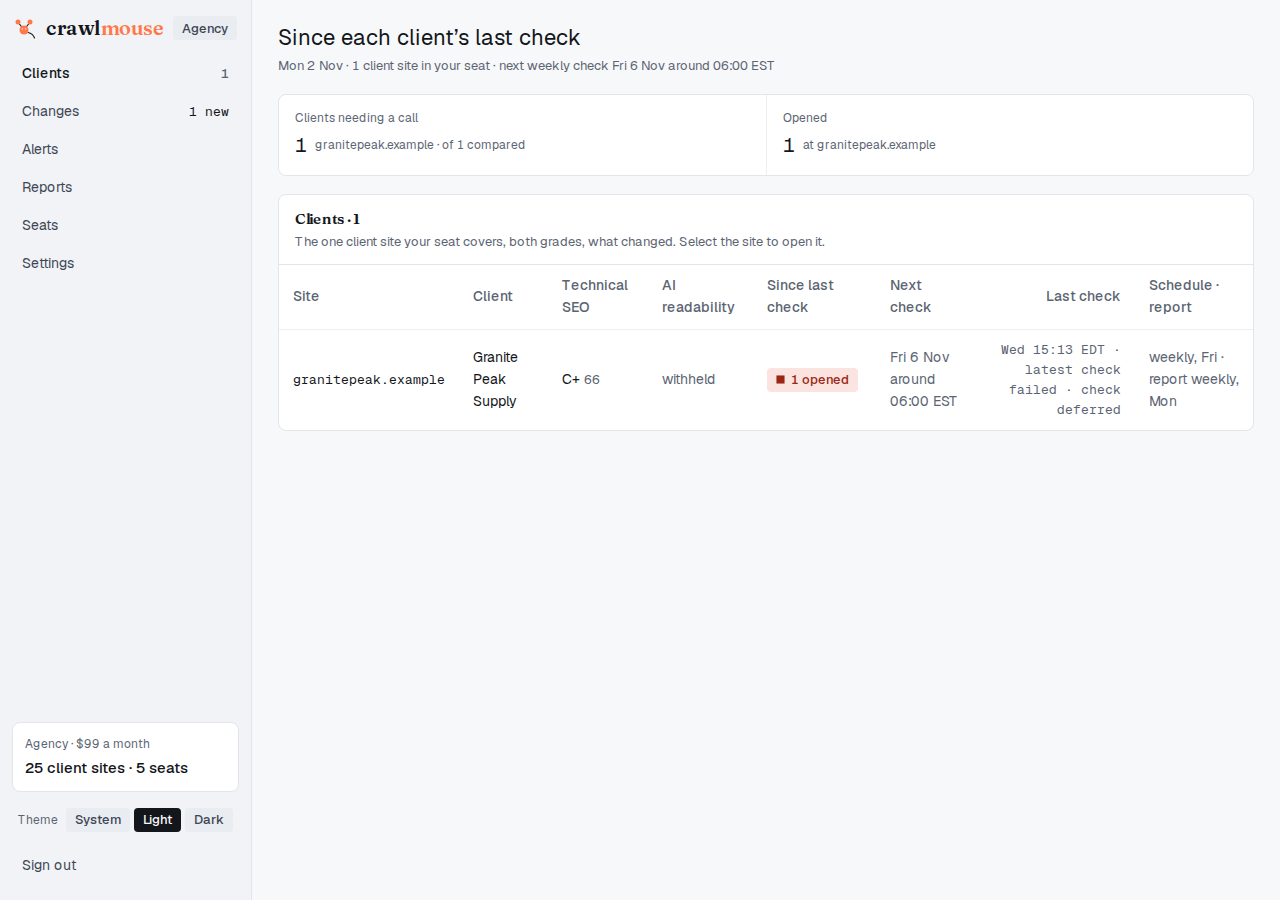 crawlmouse Agency
Clients 1
Changes 1 new
Alerts
Reports
Seats
Settings
Agency · $99 a month
25 client sites · 5 seats
Theme System Light Dark
Sign out
Since each client’s last check
Mon 2 Nov · 1 client site in your seat · next weekly check Fri 6 Nov around 06:00 EST
Clients needing a call
1 granitepeak.example · of 1 compared
Opened
1 at granitepeak.example
Clients · 1
The one client site your seat covers, both grades, what changed. Select the site to open it.
Site
Client
Technical
SEO
AI
readability
Since last
check
Next
check
Last check
Schedule ·
report
granitepeak.example
Granite
Peak
Supply
C+ 66
withheld
1 opened
Fri 6 Nov
around
06:00 EST
Wed 15:13 EDT ·
latest check
failed · check
deferred
weekly, Fri ·
report weekly,
Mon